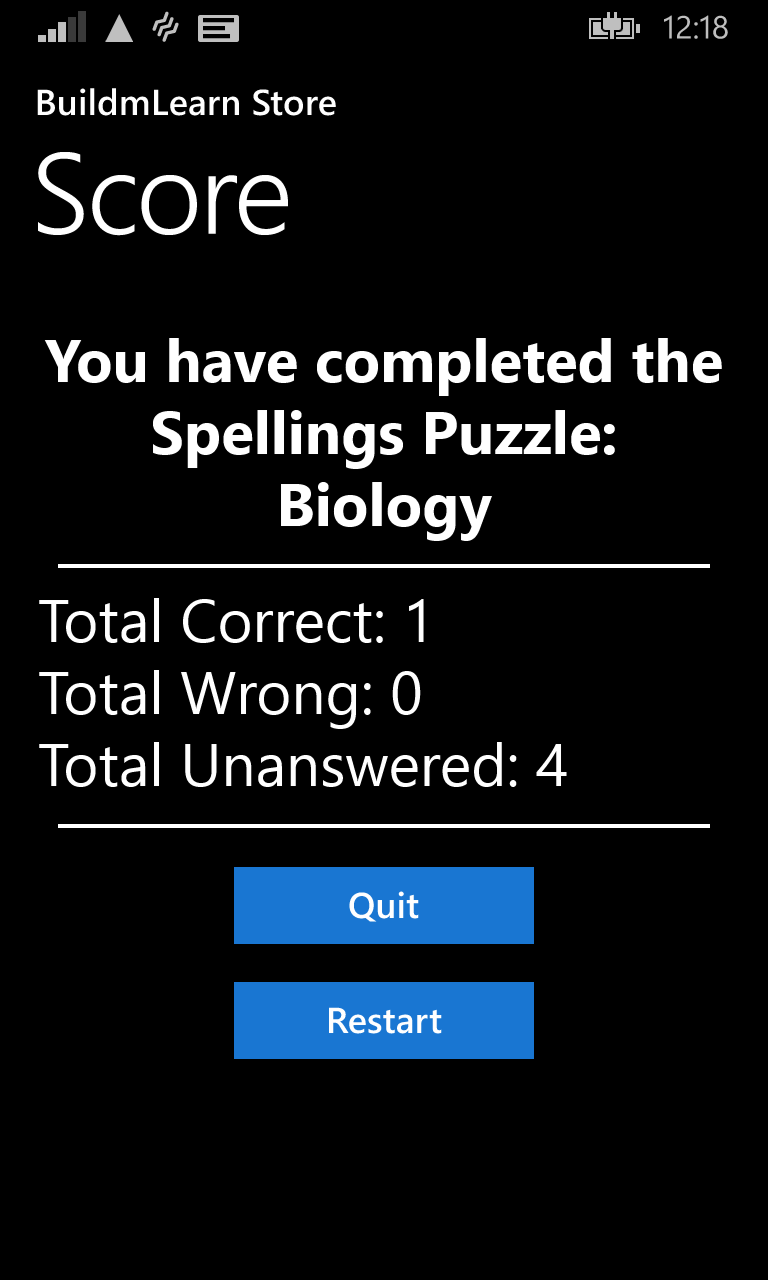 12:18
BuildmLearn Store
Score
You have completed the
Spellings Puzzle:
Biology
Total Correct: 1
Total Wrong: 0
Total Unanswered: 4
Quit
Restart